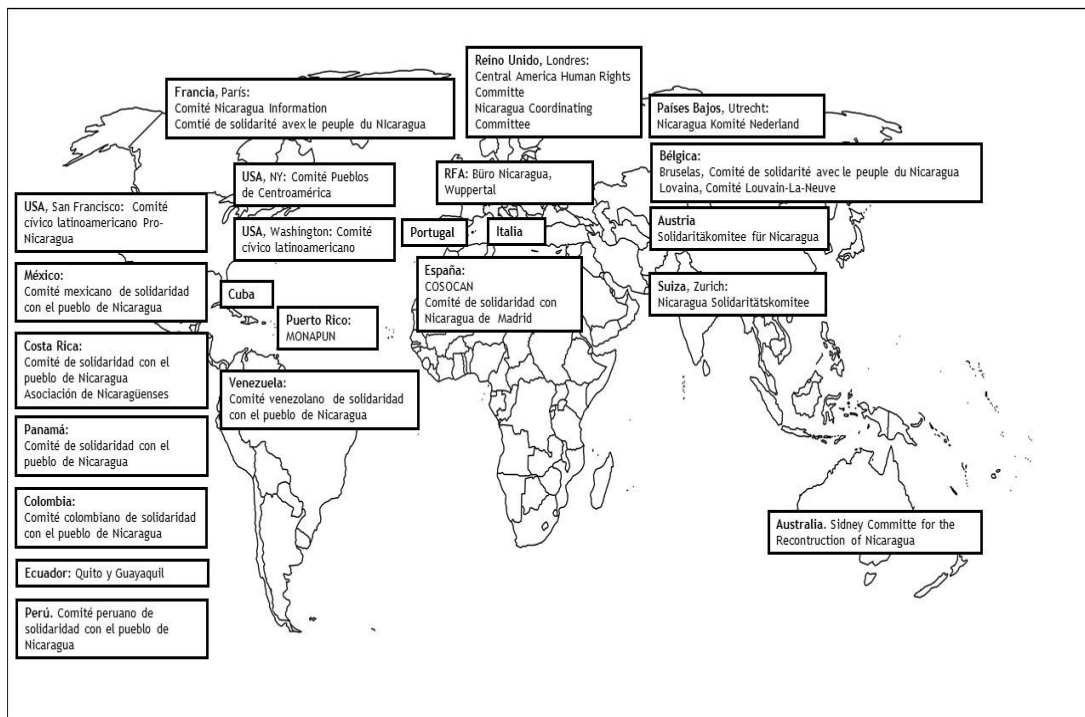 Francia, París:
Comité Nicaragua Information
Comtié de solidarité avex le peuple du NIcaragua
Reino Unido, Londres:
Central America Human Rights
Committe
Nicaragua Coordinating
Committee
Países Bajos, Utrecht:
Nicaragua Komité Nederland
USA, NY: Comité Pueblos
de Centroamérica
RFA: Büro Nicaragua,
Wuppertal
Bélgica:
Bruselas, Comité de solidarité avec le peuple du Nicaragua
Lovaina, Comité Louvain-La-Neuve
USA, San Francisco: Comité
cívico latinoamericano Pro-
Nicaragua
USA, Washington: Comité
cívico latinoamericano
Portugal
Italia
Austria
Solidaritäkomitee für Nicaragua
México:
Comité mexicano de solidaridad
con el pueblo de Nicaragua
Cuba
España:
COSOCAN
Comité de solidaridad con
Nicaragua de Madrid
Suiza, Zurich:
Nicaragua Solidaritätskomitee
Puerto Rico:
MONAPUN
Costa Rica:
Comité de solidaridad con el
pueblo de Nicaragua
Asociación de Nicaragüenses
Venezuela:
Comité venezolano de solidaridad
con el pueblo de Nicaragua
Panamá:
Comité de solidaridad con el
pueblo de Nicaragua
Colombia:
Comité colombiano de solidaridad
con el pueblo de Nicaragua
Australia. Sidney Committe for the
Recontruction of Nicaragua
Ecuador: Quito y Guayaquil
Perú. Comité peruano de
solidaridad con el pueblo de
Nicaragua